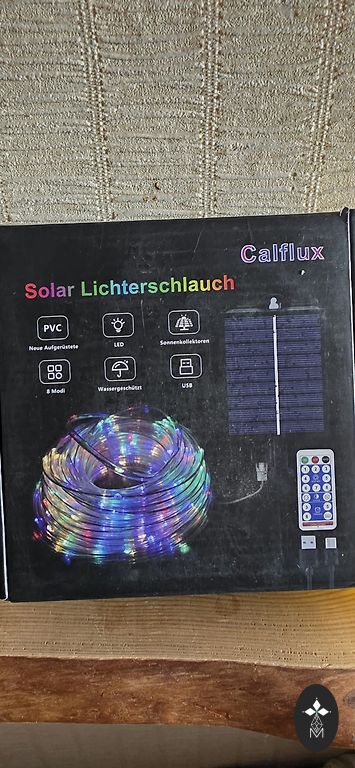 Calflux
Solar Lichterschlauch
PVC
Neue Aufgerüstete
LED
Sonnenkollektoren
8 Modi
Wassergeschützt
USB